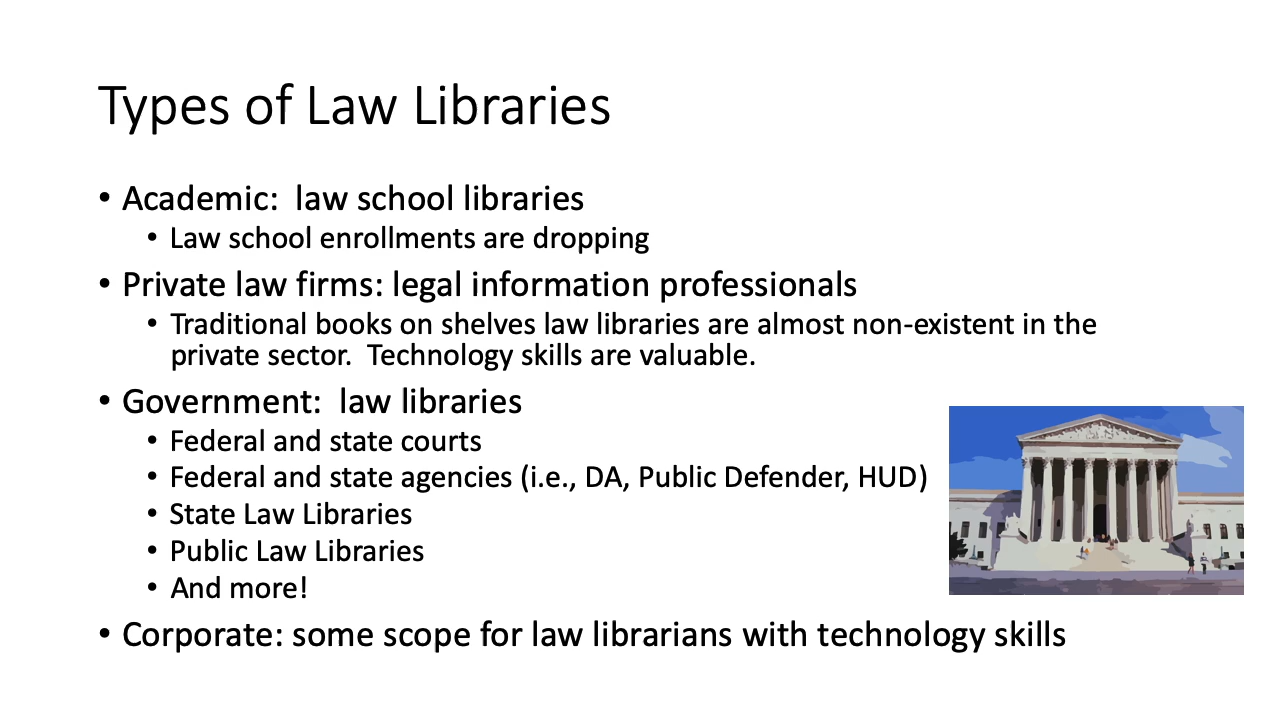 Types of Law Libraries
• Academic:  law school libraries
• Law school enrollments are dropping
• Private law firms: legal information professionals
• Traditional books on shelves law libraries are almost non-existent in the
private sector.  Technology skills are valuable.
• Government:  law libraries
• Federal and state courts
• Federal and state agencies (i.e., DA, Public Defender, HUD)
• State Law Libraries
• Public Law Libraries
• And more!
• Corporate: some scope for law librarians with technology skills